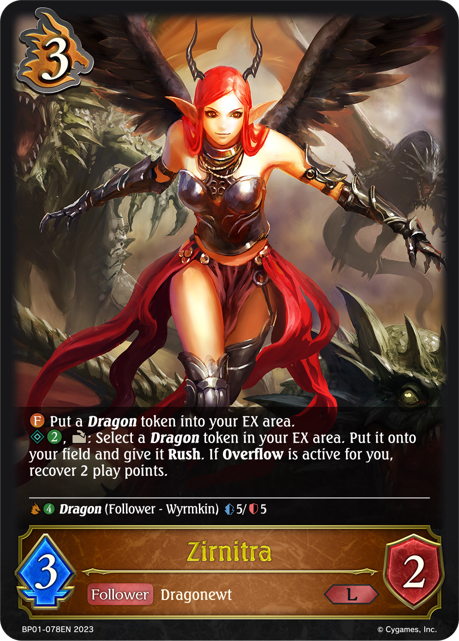 3
F Put a Dragon token into your EX area.
2, : Select a Dragon token in your EX area. Put it onto
your field and give it Rush. If Overflow is active for you,
recover 2 play points.
4 Dragon (Follower - Wyrmkin) 5/ 5
Zirnitra
3
Follower Dragonewt
L
2
BP01-078EN 2023
© Cygames, Inc.